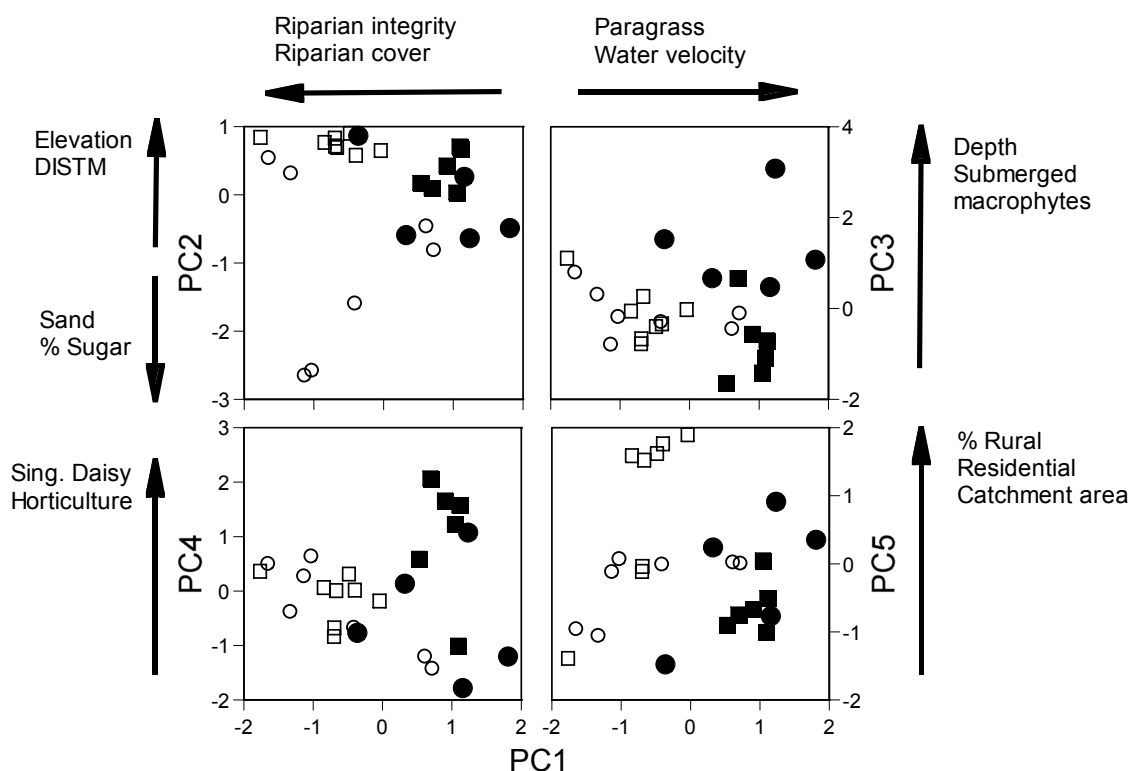 Riparian integrity
Riparian cover
Paragrass
Water velocity
Elevation
DISTM
Sand
% Sugar
PC2
1
0
-1
-2
-3
4
2
0
-2
PC3
Depth
Submerged
macrophytes
Sing. Daisy
Horticulture
PC4
3
2
1
0
-1
-2
2
1
0
-1
-2
PC5
% Rural
Residential
Catchment area
-2 -1 0 1 2
-2 -1 0 1 2
PC1